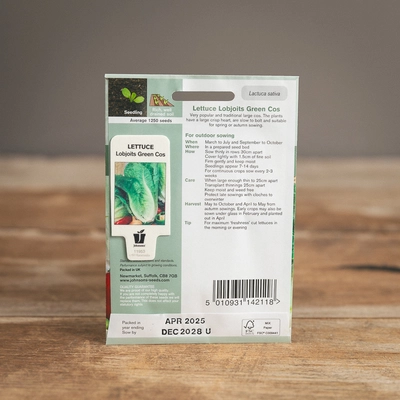 Lactuca sativa
Seedling
Average 1250 seeds
Lettuce Lobjoits Green Cos
Very popular and traditional large cos. The plants
have a large crisp heart, are slow to bolt and suitable
for spring or autumn sowing.
For outdoor sowing
When March to July and September to October
Where In a prepared seed bed
How Sow thinly in rows 30cm apart
Cover lightly with 1.5cm of fine soil
Firm gently and keep moist
Seedlings appear 7-14 days
For continuous crops sow every 2-3
weeks
Care When large enough thin to 25cm apart
Transplant thinnings 25cm apart
Keep moist and weed free
Protect late sowings with cloches to
overwinter
Harvest May to October and April to May from
autumn sowings. Early crops may also be
sown under glass in February and planted
out in April
Tip For maximum 'freshness' cut lettuces in
the morning or evening
LETTUCE
Lobjoits Green Cos
Newmarket, Suffolk, CB8 7QB
www.johnsons-seeds.com
5 010931 142118 >
Packed in
year ending APR 2025
Sow by DEC 2028 U
FSC
MIX
Paper